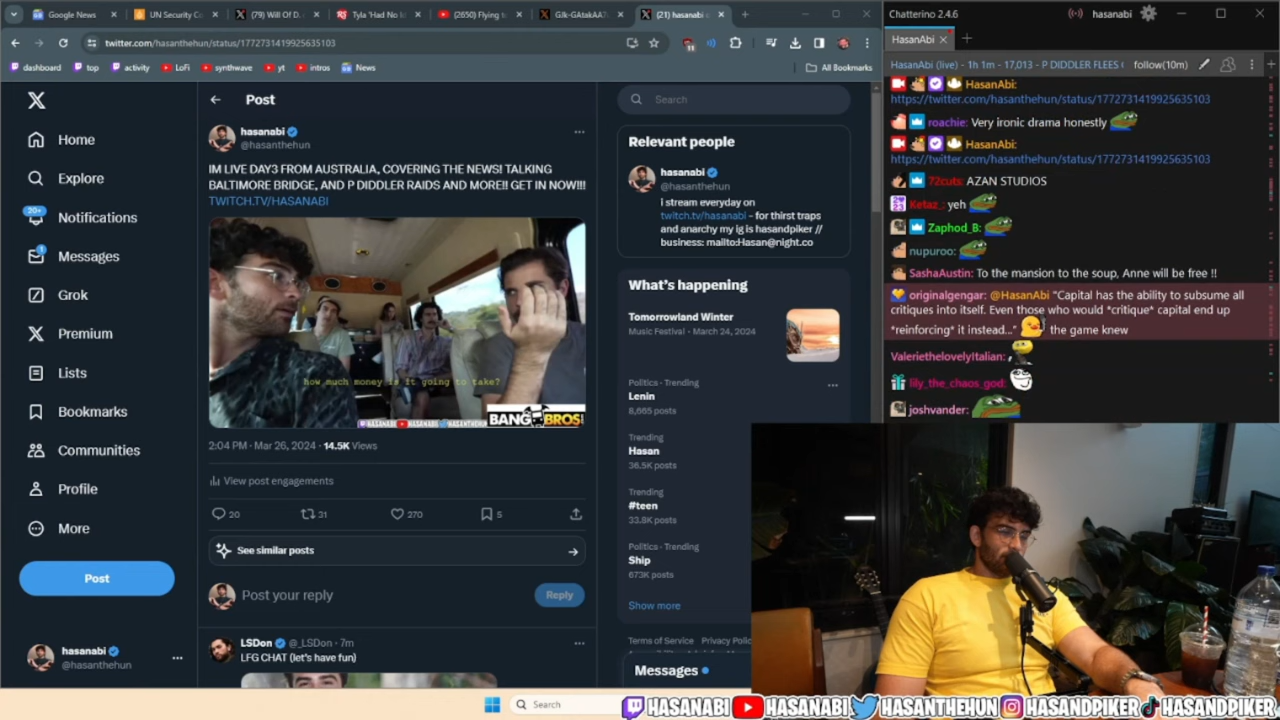 Google News
UN Security Co
(79) Will Of D.
Tyla 'Had No I
(2650) Flying t
GJk-GAtakAA7
(21) hasanabi
twitter.com/hasanthehun/status/1772731419925635103
11
dashboard
top
activity
LoFi
synthwave
yt
intros
News
All Bookmarks
Home
Explore
20+
Notifications
1
Messages
Grok
Premium
Lists
Bookmarks
Communities
Profile
More
Post
hasanabi
@hasanthehun
Post
hasanabi
@hasanthehun
IM LIVE DAY3 FROM AUSTRALIA, COVERING THE NEWS! TALKING
BALTIMORE BRIDGE, AND P DIDDLER RAIDS AND MORE!! GET IN NOW!!!
TWITCH.TV/HASANABI
how much money is it going to take?
HASANABI HASANABI HASANTHEHUN
BANGBROS!
2:04 PM · Mar 26, 2024 · 14.5K Views
View post engagements
20
31
270
5
See similar posts
Post your reply
Reply
LSDon @_LSDon · 7m
LFG CHAT (let's have fun)
Search
Relevant people
hasanabi
@hasanthehun
i stream everyday on
twitch.tv/hasanabi - for thirst traps
and anarchy my ig is hasandpiker //
business: mailto:Hasan@night.co
What's happening
Tomorrowland Winter
Music Festival · March 24, 2024
Politics · Trending
Lenin
8,665 posts
Trending
Hasan
36.5K posts
Trending
#teen
33.8K posts
Politics · Trending
Ship
673K posts
Show more
Terms of Service Privacy Polic
Messages
Chatterino 2.4.6
hasanabi
HasanAbi
HasanAbi (live) - 1h 1m - 17,013 - P DIDDLER FLEES
follow(10m)
HasanAbi:
https://twitter.com/hasanthehun/status/1772731419925635103
roachie: Very ironic drama honestly
HasanAbi:
https://twitter.com/hasanthehun/status/1772731419925635103
72cuts: AZAN STUDIOS
Ketaz_: yeh
Zaphod_B:
nupuroo:
SashaAustin: To the mansion to the soup, Anne will be free !!
originalgengar: @HasanAbi "Capital has the ability to subsume all
critiques into itself. Even those who would *critique* capital end up
*reinforcing* it instead..." the game knew
ValerietheIovelyItalian:
lily_the_chaos_god:
joshvander:
Search
HASANABI HASANABI HASANTHEHUN HASANDPIKER HASANDPIKER